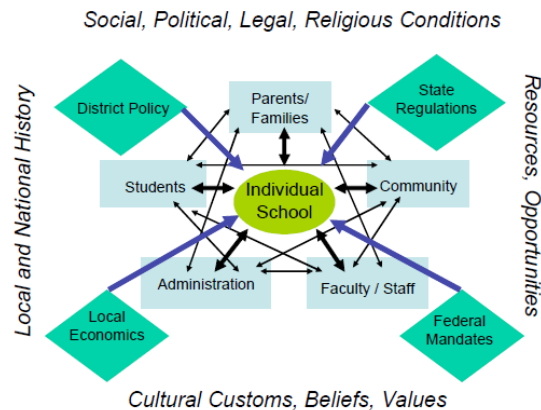 Social, Political, Legal, Religious Conditions
District Policy
Parents/
Families
State
Regulations
Local and National History
Resources, Opportunities
Students
Individual
School
Community
Administration
Faculty / Staff
Local
Economics
Federal
Mandates
Cultural Customs, Beliefs, Values